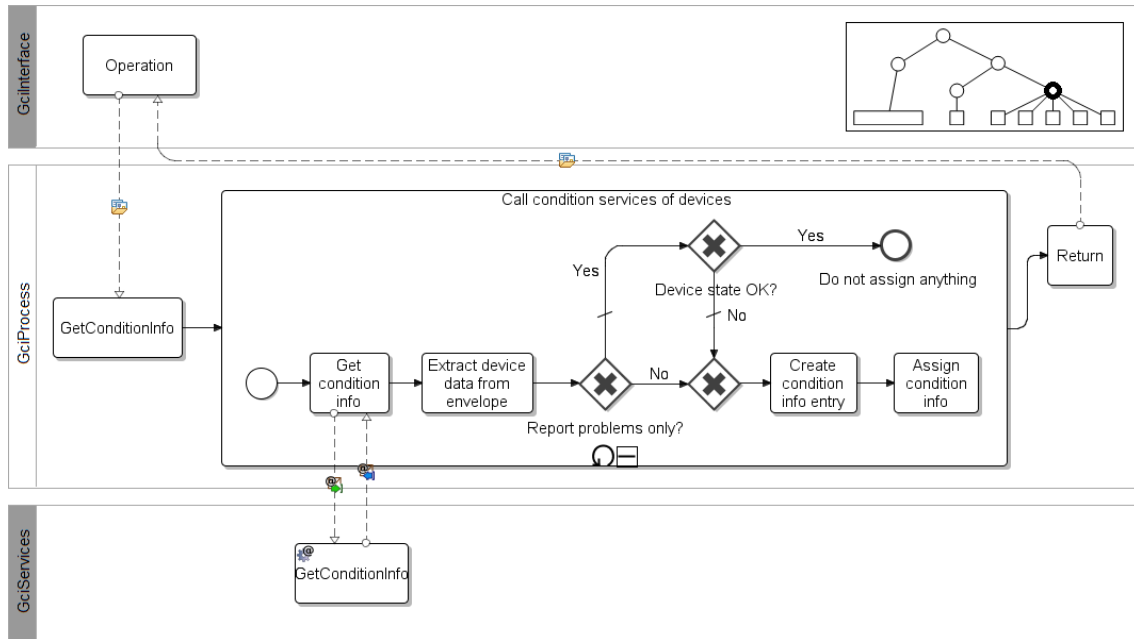 GciInterface
Operation
GciProcess
Call condition services of devices
Yes
Yes
Device state OK?
Do not assign anything
Return
GetConditionInfo
No
Get
condition
info
Extract device
data from
envelope
No
Create
condition
info entry
Assign
condition
info
Report problems only?
GciServices
GetConditionInfo